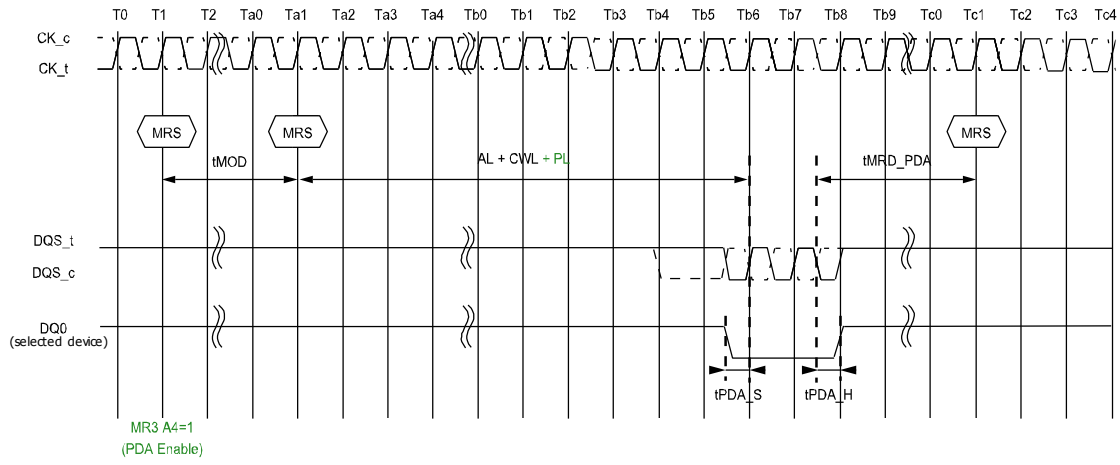 T0 T1 T2 Ta0 Ta1 Ta2 Ta3 Ta4 Tb0 Tb1 Tb2 Tb3 Tb4 Tb5 Tb6 Tb7 Tb8 Tb9 Tc0 Tc1 Tc2 Tc3 Tc4
CK_c
CK_t
MRS MRS MRS
tMOD AL + CWL + PL tMRD_PDA
DQS_t
DQS_c
DQ0
(selected device)
tPDA_S tPDA_H
MR3 A4=1
(PDA Enable)